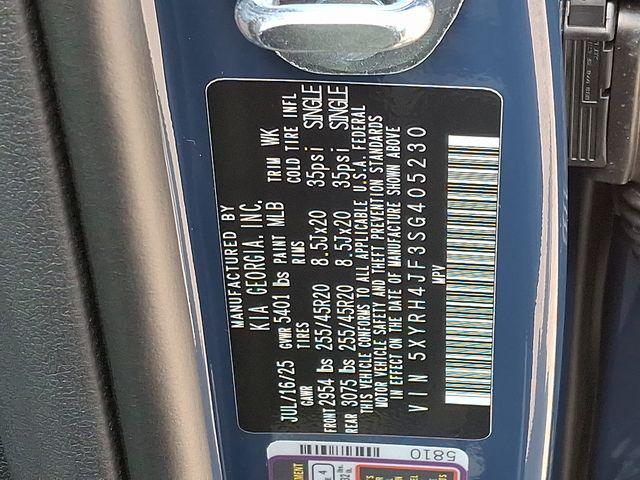 MANUFACTURED BY
KIA GEORGIA, INC.
JUL/16/25 GVWR 5401 lbs PAINT MLB TRIM WK
GAWR TIRES RIMS COLD TIRE INFL
FRONT 2954 lbs 255/45R20 8.5Jx20 35psi SINGLE
REAR 3075 lbs 255/45R20 8.5Jx20 35psi SINGLE
THIS VEHICLE CONFORMS TO ALL APPLICABLE U.S.A. FEDERAL
MOTOR VEHICLE SAFETY AND THEFT PREVENTION STANDARDS
IN EFFECT ON THE DATE OF MANUFACTURE SHOWN ABOVE
VIN 5XYRH4JF3SG405230
MPV
5810